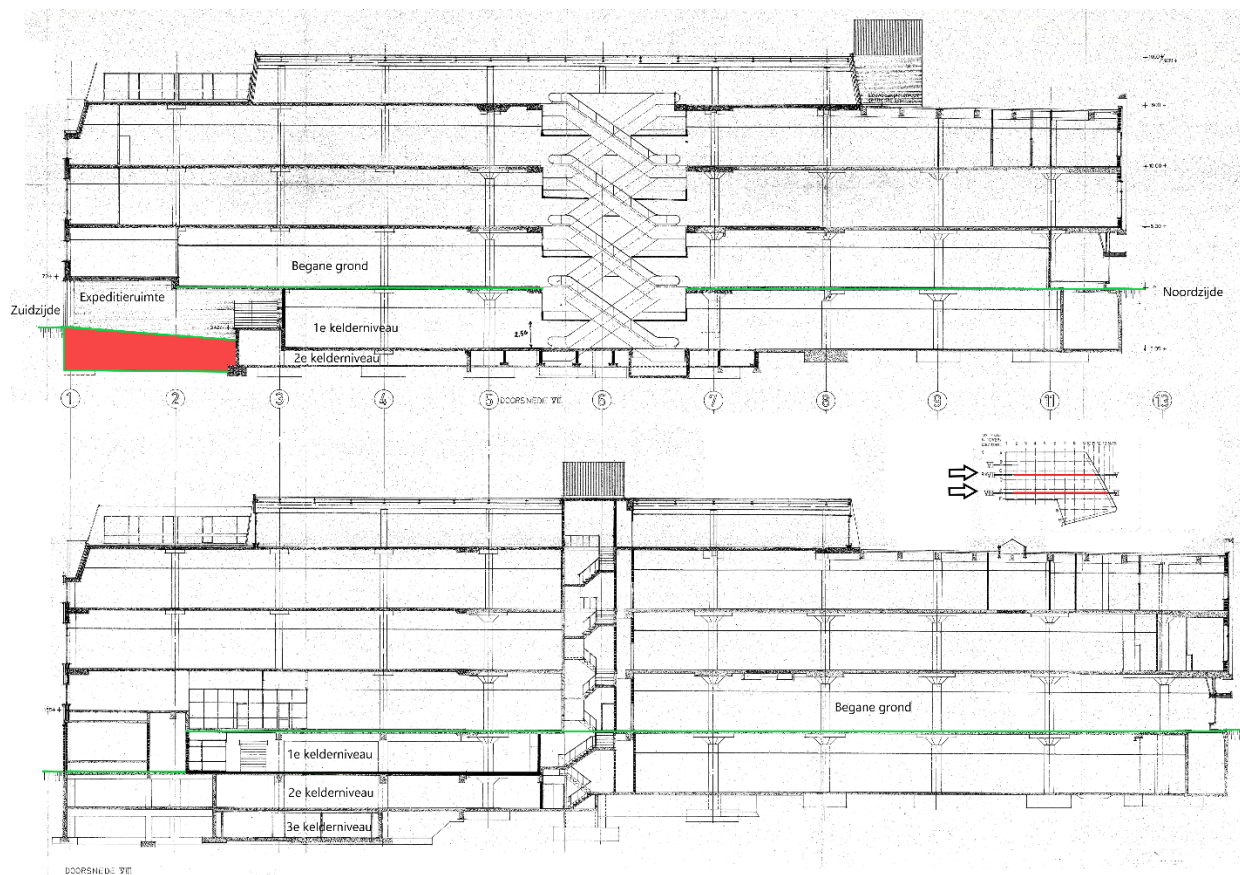 Begane grond
Expeditieruimte
Zuidzijde
Noordzijde
1e kelderniveau
2,54
2e kelderniveau
1
2
3
4
5
DOORSNEDE VII
6
7
8
9
11
13
Begane grond
1e kelderniveau
2e kelderniveau
3e kelderniveau
DOORSNEDE VIII